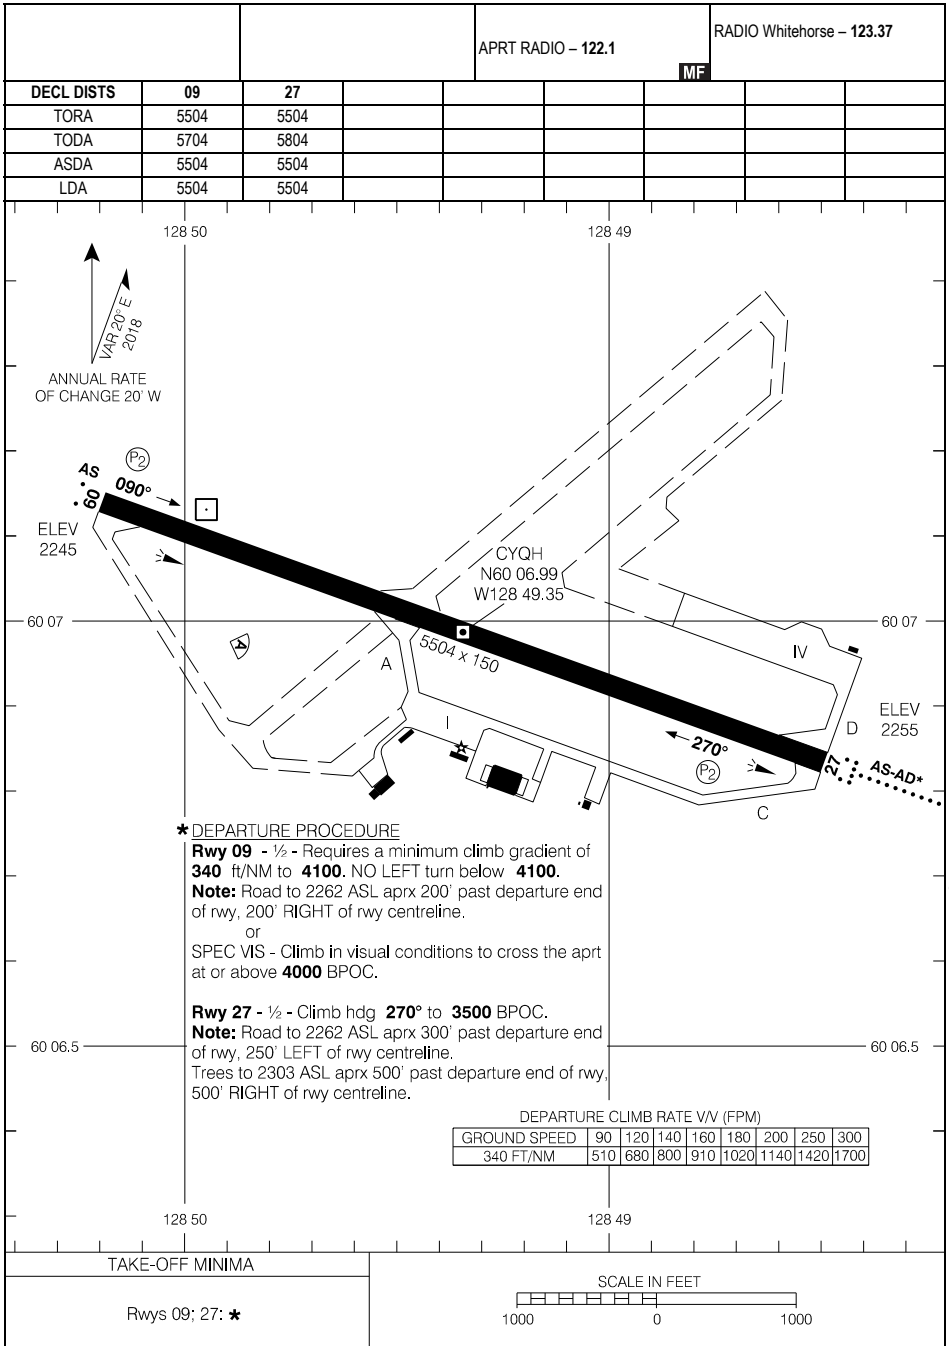 APRT RADIO – 122.1
MF
RADIO Whitehorse – 123.37
DECL DISTS 09 27
TORA 5504 5504
TODA 5704 5804
ASDA 5504 5504
LDA 5504 5504
128 50 128 49
VAR 20° E
2018
ANNUAL RATE
OF CHANGE 20' W
P2
AS
09
090°
ELEV
2245
CYQH
N60 06.99
W128 49.35
60 07 60 07
5504 x 150
A
A
I
IV
D
ELEV
2255
270°
P2
27
AS-AD*
C
* DEPARTURE PROCEDURE
Rwy 09 - ½ - Requires a minimum climb gradient of
340 ft/NM to 4100. NO LEFT turn below 4100.
Note: Road to 2262 ASL aprx 200' past departure end
of rwy, 200' RIGHT of rwy centreline.
or
SPEC VIS - Climb in visual conditions to cross the aprt
at or above 4000 BPOC.
Rwy 27 - ½ - Climb hdg 270° to 3500 BPOC.
Note: Road to 2262 ASL aprx 300' past departure end
of rwy, 250' LEFT of rwy centreline.
Trees to 2303 ASL aprx 500' past departure end of rwy,
500' RIGHT of rwy centreline.
60 06.5 60 06.5
DEPARTURE CLIMB RATE V/V (FPM)
GROUND SPEED 90 120 140 160 180 200 250 300
340 FT/NM 510 680 800 910 1020 1140 1420 1700
128 50 128 49
TAKE-OFF MINIMA
Rwys 09; 27: *
SCALE IN FEET
1000 0 1000